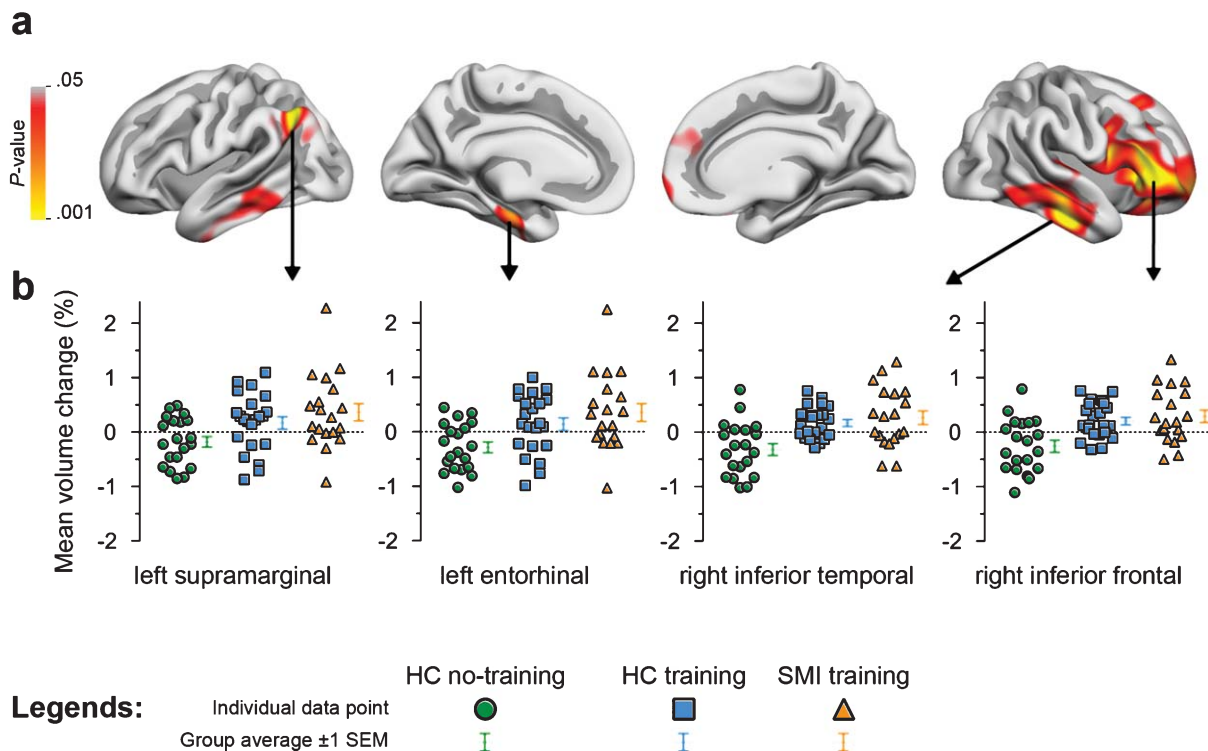 a
P-value
.05
.001
b
Mean volume change (%)
2
1
0
-1
-2
2
1
0
-1
-2
2
1
0
-1
-2
2
1
0
-1
-2
left supramarginal
left entorhinal
right inferior temporal
right inferior frontal
HC no-training
HC training
SMI training
Legends:
Individual data point
Group average ±1 SEM